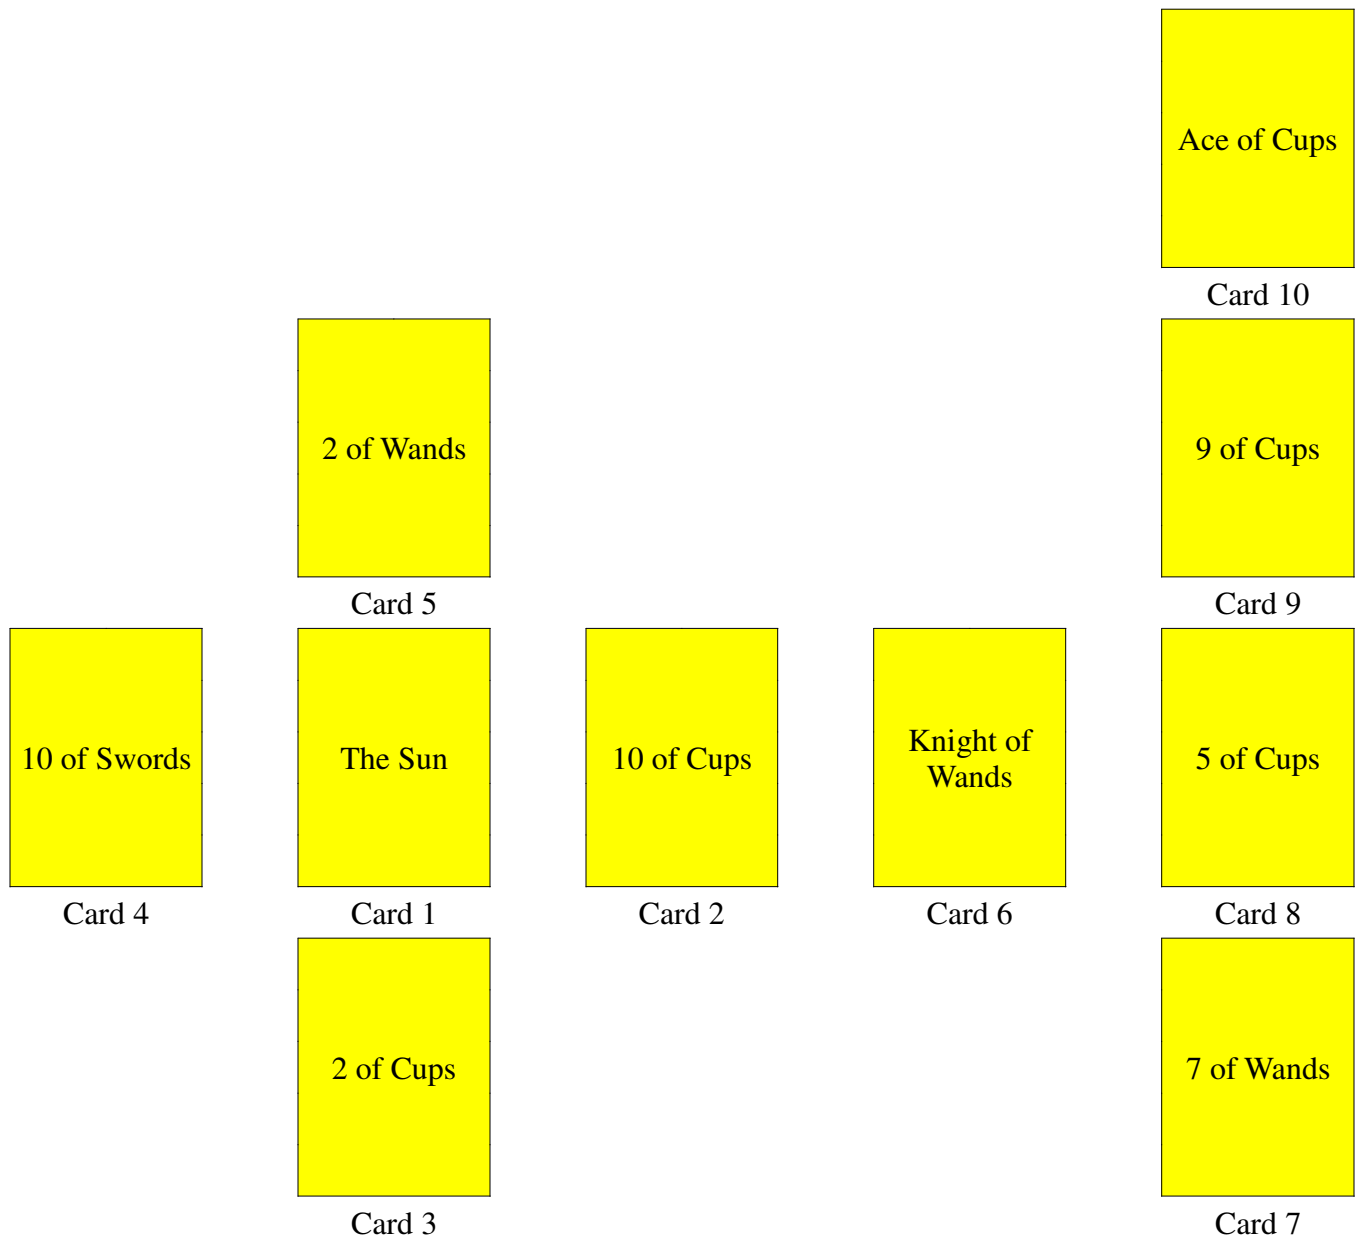 Ace of Cups
Card 10
2 of Wands
9 of Cups
Card 5
Card 9
10 of Swords
The Sun
10 of Cups
Knight of
Wands
5 of Cups
Card 4
Card 1
Card 2
Card 6
Card 8
2 of Cups
7 of Wands
Card 3
Card 7